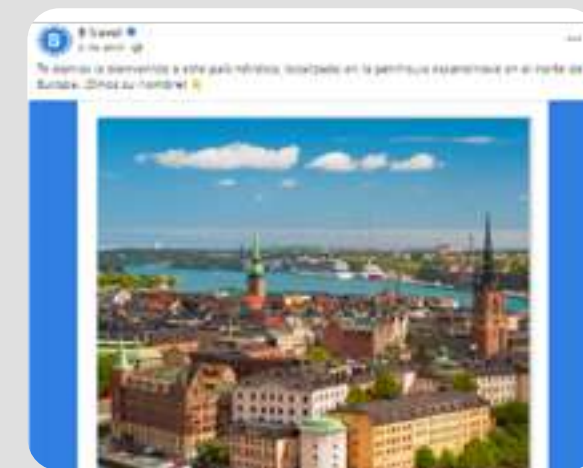 B travel
Te damos la bienvenida a este país nórdico, localizado en la península escandinava en el norte de
Europa. ¡Dinos su nombre!